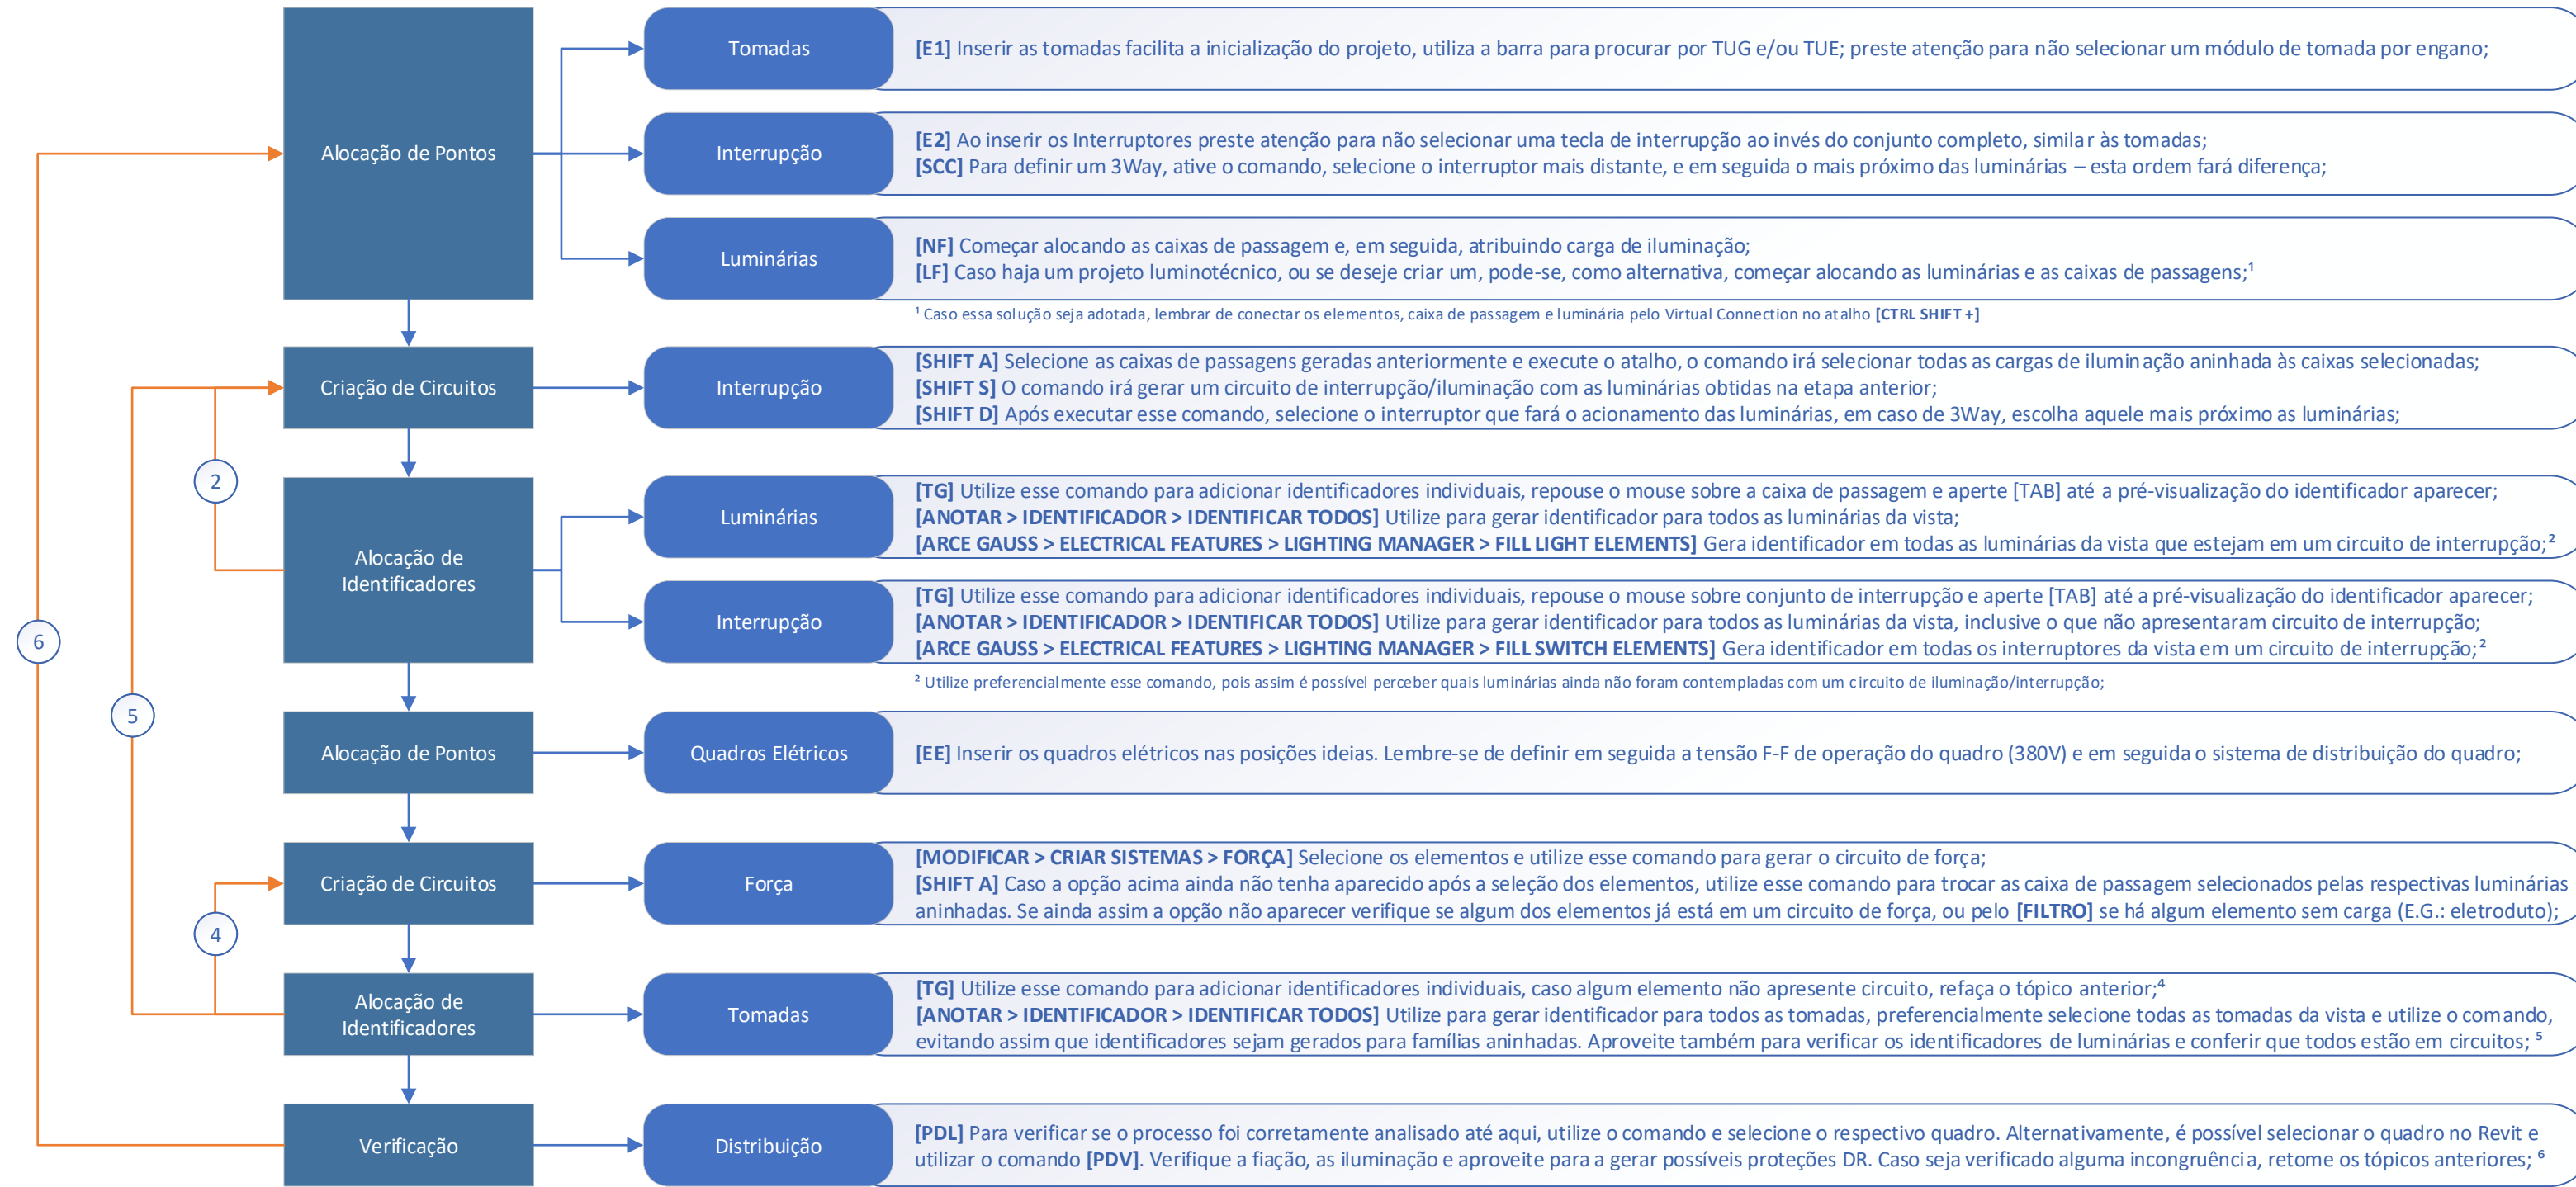 Alocação de Pontos
Tomadas
[E1] Inserir as tomadas facilita a inicialização do projeto, utiliza a barra para procurar por TUG e/ou TUE; preste atenção para não selecionar um módulo de tomada por engano;
Interrupção
[E2] Ao inserir os Interruptores preste atenção para não selecionar uma tecla de interrupção ao invés do conjunto completo, similar às tomadas;
[SCC] Para definir um 3Way, ative o comando, selecione o interruptor mais distante, e em seguida o mais próximo das luminárias – esta ordem fará diferença;
Luminárias
[NF] Começar alocando as caixas de passagem e, em seguida, atribuindo carga de iluminação;
[LF] Caso haja um projeto luminotécnico, ou se deseje criar um, pode-se, como alternativa, começar alocando as luminárias e as caixas de passagens;¹
¹ Caso essa solução seja adotada, lembrar de conectar os elementos, caixa de passagem e luminária pelo Virtual Connection no atalho [CTRL SHIFT +]
Criação de Circuitos
Interrupção
[SHIFT A] Selecione as caixas de passagens geradas anteriormente e execute o atalho, o comando irá selecionar todas as cargas de iluminação aninhada às caixas selecionadas;
[SHIFT S] O comando irá gerar um circuito de interrupção/iluminação com as luminárias obtidas na etapa anterior;
[SHIFT D] Após executar esse comando, selecione o interruptor que fará o acionamento das luminárias, em caso de 3Way, escolha aquele mais próximo as luminárias;
2
Alocação de
Identificadores
Luminárias
[TG] Utilize esse comando para adicionar identificadores individuais, repouse o mouse sobre a caixa de passagem e aperte [TAB] até a pré-visualização do identificador aparecer;
[ANOTAR > IDENTIFICADOR > IDENTIFICAR TODOS] Utilize para gerar identificador para todos as luminárias da vista;
[ARCE GAUSS > ELECTRICAL FEATURES > LIGHTING MANAGER > FILL LIGHT ELEMENTS] Gera identificador em todas as luminárias da vista que estejam em um circuito de interrupção;²
Interrupção
[TG] Utilize esse comando para adicionar identificadores individuais, repouse o mouse sobre conjunto de interrupção e aperte [TAB] até a pré-visualização do identificador aparecer;
[ANOTAR > IDENTIFICADOR > IDENTIFICAR TODOS] Utilize para gerar identificador para todos as luminárias da vista, inclusive o que não apresentaram circuito de interrupção;
[ARCE GAUSS > ELECTRICAL FEATURES > LIGHTING MANAGER > FILL SWITCH ELEMENTS] Gera identificador em todas os interruptores da vista em um circuito de interrupção;²
² Utilize preferencialmente esse comando, pois assim é possível perceber quais luminárias ainda não foram contempladas com um circuito de iluminação/interrupção;
6
5
Alocação de Pontos
Quadros Elétricos
[EE] Inserir os quadros elétricos nas posições ideias. Lembre-se de definir em seguida a tensão F-F de operação do quadro (380V) e em seguida o sistema de distribuição do quadro;
Criação de Circuitos
Força
[MODIFICAR > CRIAR SISTEMAS > FORÇA] Selecione os elementos e utilize esse comando para gerar o circuito de força;
[SHIFT A] Caso a opção acima ainda não tenha aparecido após a seleção dos elementos, utilize esse comando para trocar as caixa de passagem selecionados pelas respectivas luminárias
aninhadas. Se ainda assim a opção não aparecer verifique se algum dos elementos já está em um circuito de força, ou pelo [FILTRO] se há algum elemento sem carga (E.G.: eletroduto);
4
Alocação de
Identificadores
Tomadas
[TG] Utilize esse comando para adicionar identificadores individuais, caso algum elemento não apresente circuito, refaça o tópico anterior;⁴
[ANOTAR > IDENTIFICADOR > IDENTIFICAR TODOS] Utilize para gerar identificador para todos as tomadas, preferencialmente selecione todas as tomadas da vista e utilize o comando,
evitando assim que identificadores sejam gerados para famílias aninhadas. Aproveite também para verificar os identificadores de luminárias e conferir que todos estão em circuitos; ⁵
Verificação
Distribuição
[PDL] Para verificar se o processo foi corretamente analisado até aqui, utilize o comando e selecione o respectivo quadro. Alternativamente, é possível selecionar o quadro no Revit e
utilizar o comando [PDV]. Verifique a fiação, as iluminação e aproveite para a gerar possíveis proteções DR. Caso seja verificado alguma incongruência, retome os tópicos anteriores; ⁶